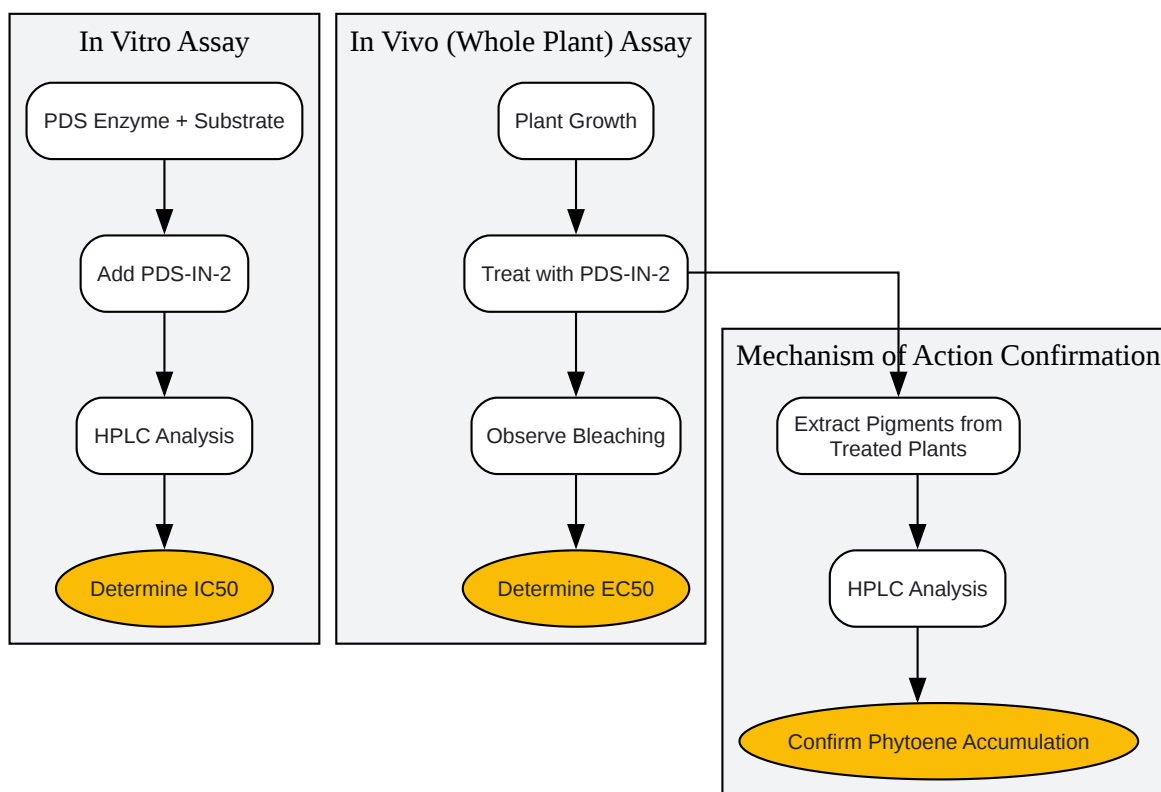 In Vitro Assay
PDS Enzyme + Substrate
Add PDS-IN-2
HPLC Analysis
Determine IC50
In Vivo (Whole Plant) Assay
Plant Growth
Treat with PDS-IN-2
Observe Bleaching
Determine EC50
Mechanism of Action Confirmation
Extract Pigments from
Treated Plants
HPLC Analysis
Confirm Phytoene Accumulation